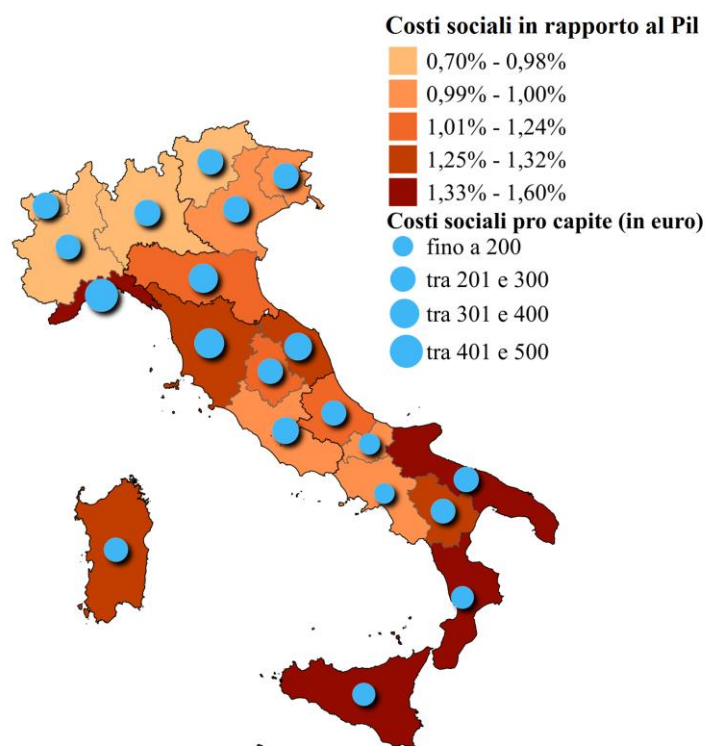 Costi sociali in rapporto al Pil
0,70% - 0,98%
0,99% - 1,00%
1,01% - 1,24%
1,25% - 1,32%
1,33% - 1,60%
Costi sociali pro capite (in euro)
fino a 200
tra 201 e 300
tra 301 e 400
tra 401 e 500